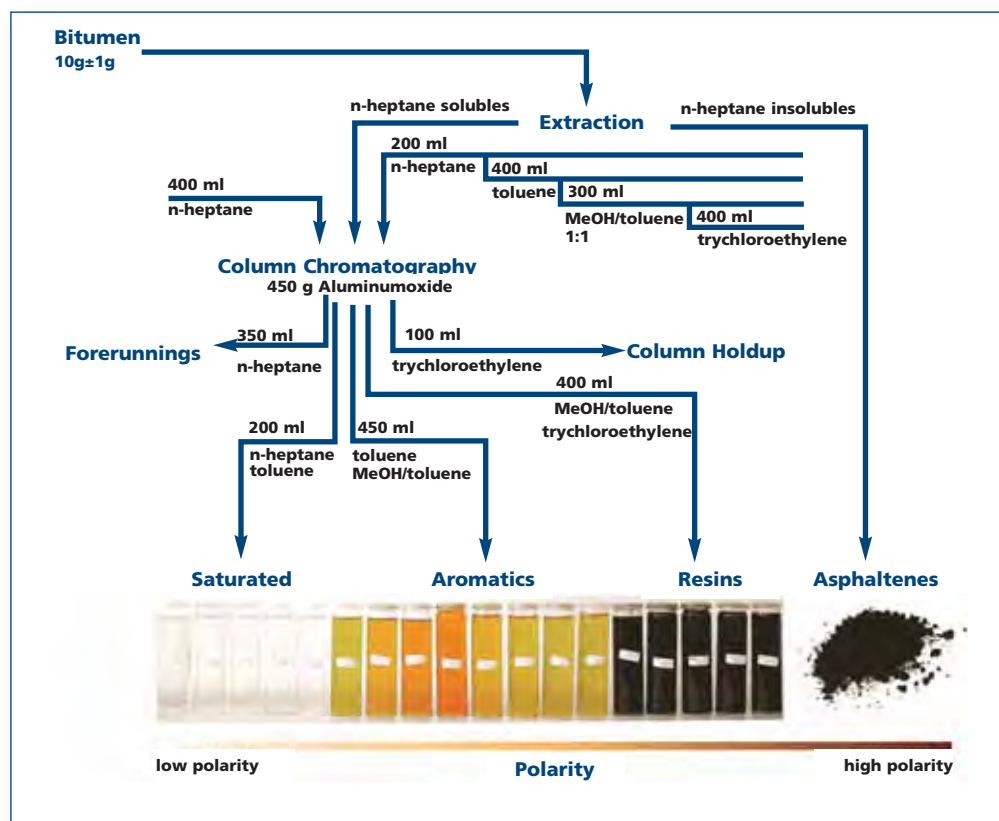 Bitumen
10g±1g
n-heptane solubles
Extraction
n-heptane insolubles
200 ml
n-heptane
400 ml
toluene
300 ml
MeOH/toluene
1:1
400 ml
trychloroethylene
400 ml
n-heptane
Column Chromatography
450 g Aluminumoxide
Forerunnings
350 ml
n-heptane
100 ml
trychloroethylene
Column Holdup
400 ml
MeOH/toluene
trychloroethylene
200 ml
n-heptane
toluene
450 ml
toluene
MeOH/toluene
Saturated
Aromatics
Resins
Asphaltenes
low polarity
Polarity
high polarity